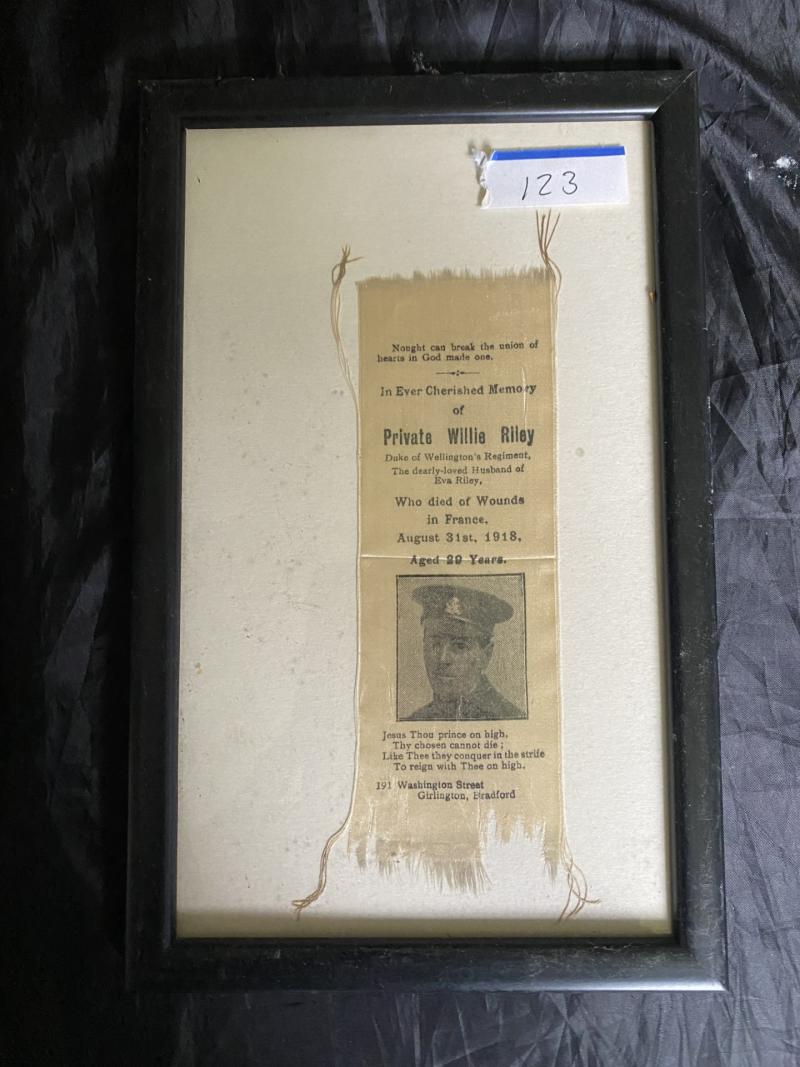 123
Nought can break the union of
hearts in God made one.
In Ever Cherished Memory
of
Private Willie Riley
Duke of Wellington's Regiment,
The dearly-loved Husband of
Eva Riley,
Who died of Wounds
in France,
August 31st, 1918,
Aged 29 Years.
Jesus Thou prince on high,
Thy chosen cannot die;
Like Thee they conquer in the strife
To reign with Thee on high.
191 Washington Street
Girlington, Bradford